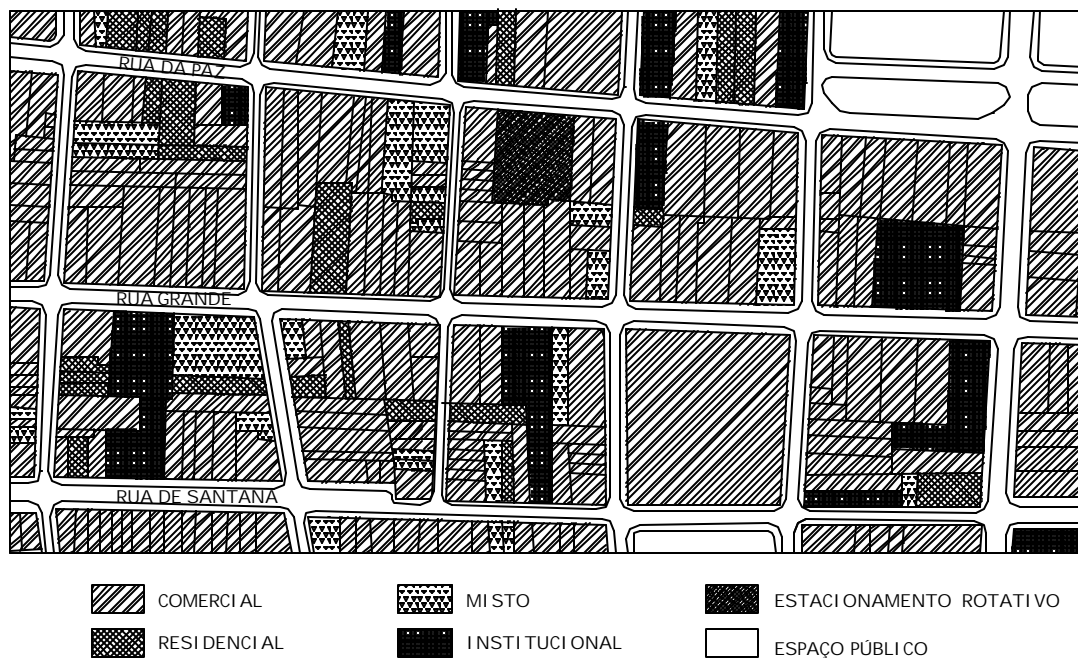 RUA DA PAZ
RUA GRANDE
RUA DE SANTANA
COMERCIAL
MISTO
ESTACIONAMENTO ROTATIVO
RESIDENCIAL
INSTITUCIONAL
ESPAÇO PÚBLICO